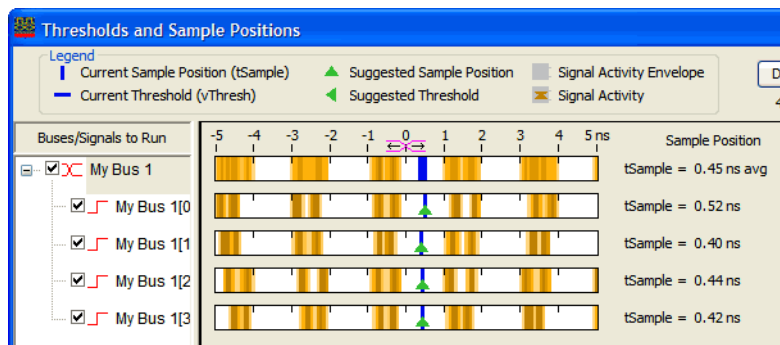 Thresholds and Sample Positions
Legend
Current Sample Position (tSample)
Suggested Sample Position
Signal Activity Envelope
Current Threshold (vThresh)
Suggested Threshold
Signal Activity
D
4
Buses/Signals to Run
-5 -4 -3 -2 -1 0 1 2 3 4 5 ns
Sample Position
My Bus 1
tSample = 0.45 ns avg
My Bus 1[0
tSample = 0.52 ns
My Bus 1[1
tSample = 0.40 ns
My Bus 1[2
tSample = 0.44 ns
My Bus 1[3
tSample = 0.42 ns